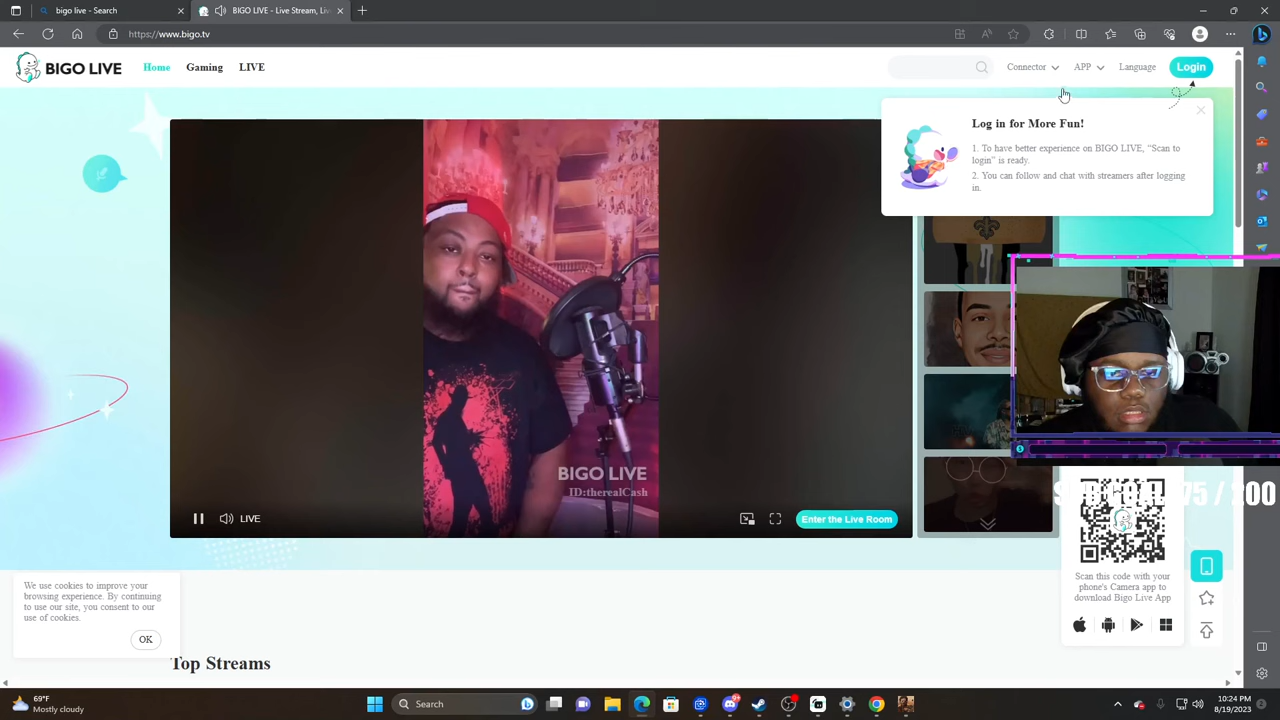 bigo live - Search
BIGO LIVE - Live Stream, Liv
https://www.bigo.tv
BIGO LIVE
Home
Gaming
LIVE
Connector
APP
Language
Login
Log in for More Fun!
1. To have better experience on BIGO LIVE, “Scan to
login” is ready.
2. You can follow and chat with streamers after logging
in.
BIGO LIVE
ID:therealCash
LIVE
Enter the Live Room
75 / 200
Scan this code with your
phone's Camera app to
download Bigo Live App
We use cookies to improve your
browsing experience. By continuing
to use our site, you consent to our
use of cookies.
OK
Top Streams
69°F
Mostly cloudy
Search
10:24 PM
8/19/2023